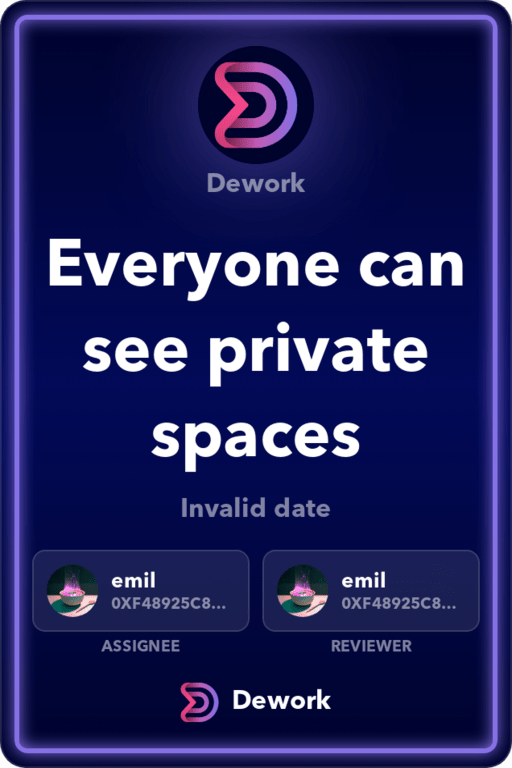 Dework
Everyone can
see private
spaces
Invalid date
emil
0XF48925C8...
ASSIGNEE
emil
0XF48925C8...
REVIEWER
Dework